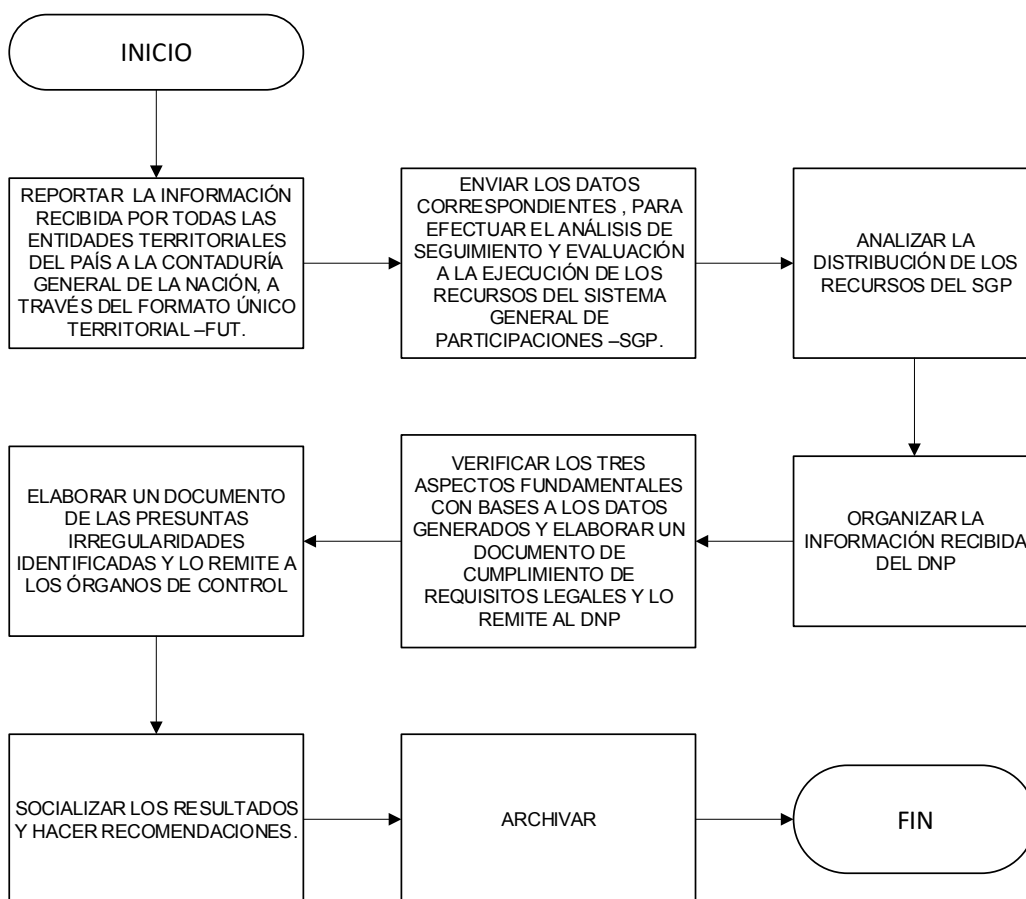 INICIO
REPORTAR LA INFORMACIÓN
RECIBIDA POR TODAS LAS
ENTIDADES TERRITORIALES
DEL PAÍS A LA CONTADURÍA
GENERAL DE LA NACIÓN, A
TRAVÉS DEL FORMATO ÚNICO
TERRITORIAL –FUT.
ENVIAR LOS DATOS
CORRESPONDIENTES , PARA
EFECTUAR EL ANÁLISIS DE
SEGUIMIENTO Y EVALUACIÓN
A LA EJECUCIÓN DE LOS
RECURSOS DEL SISTEMA
GENERAL DE
PARTICIPACIONES –SGP.
ANALIZAR LA
DISTRIBUCIÓN DE LOS
RECURSOS DEL SGP
ORGANIZAR LA
INFORMACIÓN RECIBIDA
DEL DNP
VERIFICAR LOS TRES
ASPECTOS FUNDAMENTALES
CON BASES A LOS DATOS
GENERADOS Y ELABORAR UN
DOCUMENTO DE
CUMPLIMIENTO DE
REQUISITOS LEGALES Y LO
REMITE AL DNP
ELABORAR UN DOCUMENTO
DE LAS PRESUNTAS
IRREGULARIDADES
IDENTIFICADAS Y LO REMITE A
LOS ÓRGANOS DE CONTROL
SOCIALIZAR LOS RESULTADOS
Y HACER RECOMENDACIONES.
ARCHIVAR
FIN